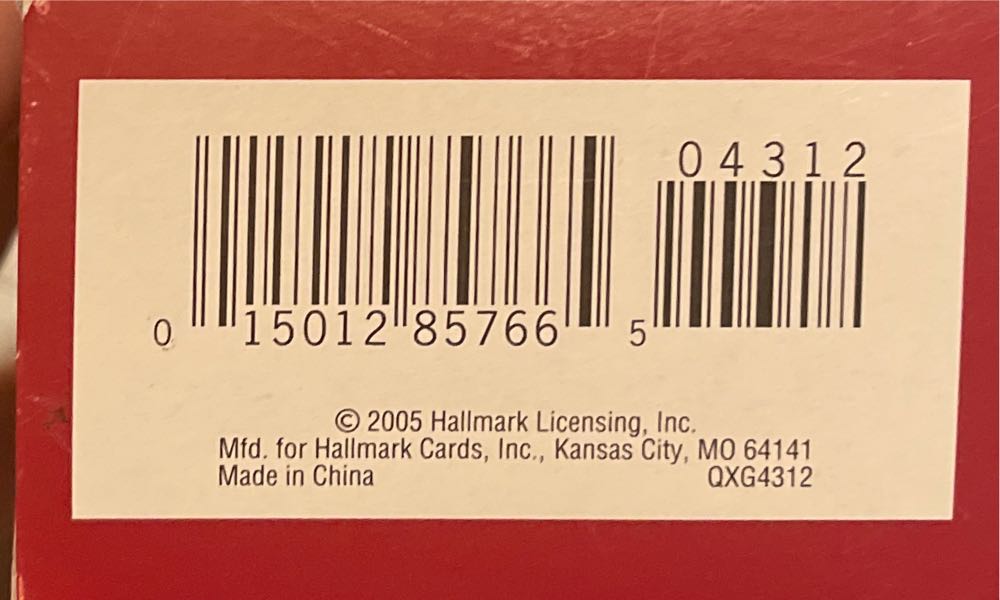 04312
0 15012 85766 5
© 2005 Hallmark Licensing, Inc.
Mfd. for Hallmark Cards, Inc., Kansas City, MO 64141
Made in China QXG4312